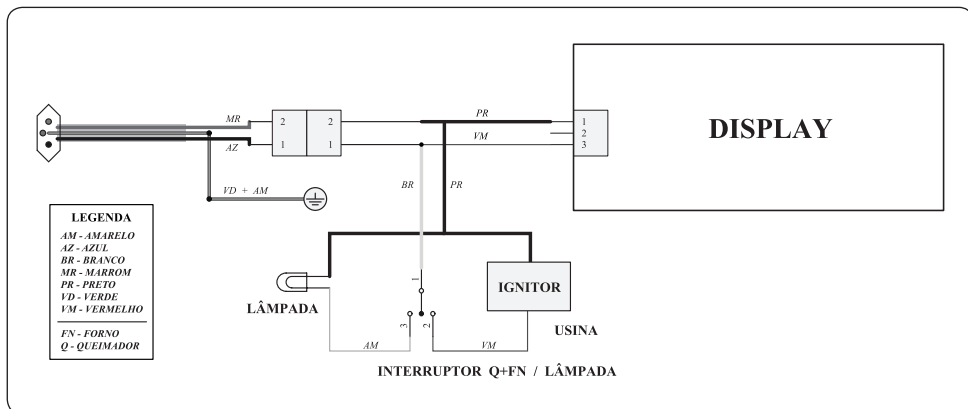 PR
MR
2
2
1
2
DISPLAY
VM
1
1
3
AZ
BR
PR
VD + AM
LEGENDA
AM - AMARELO
AZ - AZUL
BR - BRANCO
MR - MARROM
PR - PRETO
VD - VERDE
VM - VERMELHO
FN - FORNO
Q - QUEIMADOR
1
IGNITOR
LÂMPADA
3
2
USINA
AM
VM
INTERRUPTOR Q+FN / LÂMPADA